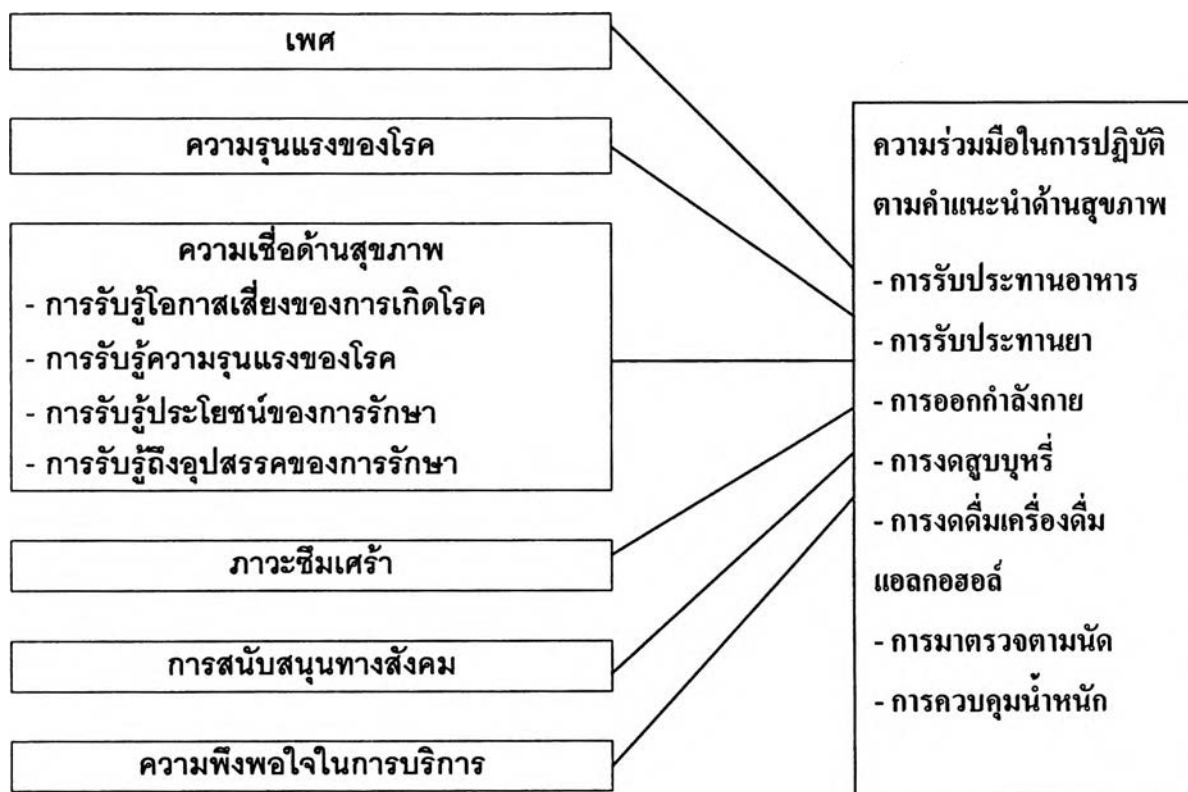 เพศ
ความรุนแรงของโรค
ความเชื่อด้านสุขภาพ
- การรับรู้โอกาสเสี่ยงของการเกิดโรค
- การรับรู้ความรุนแรงของโรค
- การรับรู้ประโยชน์ของการรักษา
- การรับรู้ถึงอุปสรรคของการรักษา
ภาวะซึมเศร้า
การสนับสนุนทางสังคม
ความพึงพอใจในการบริการ
ความร่วมมือในการปฏิบัติ
ตามคำแนะนำด้านสุขภาพ
- การรับประทานอาหาร
- การรับประทานยา
- การออกกำลังกาย
- การงดสูบบุหรี่
- การงดดื่มเครื่องดื่ม
แอลกอฮอล์
- การมาตรวจตามนัด
- การควบคุมน้ำหนัก